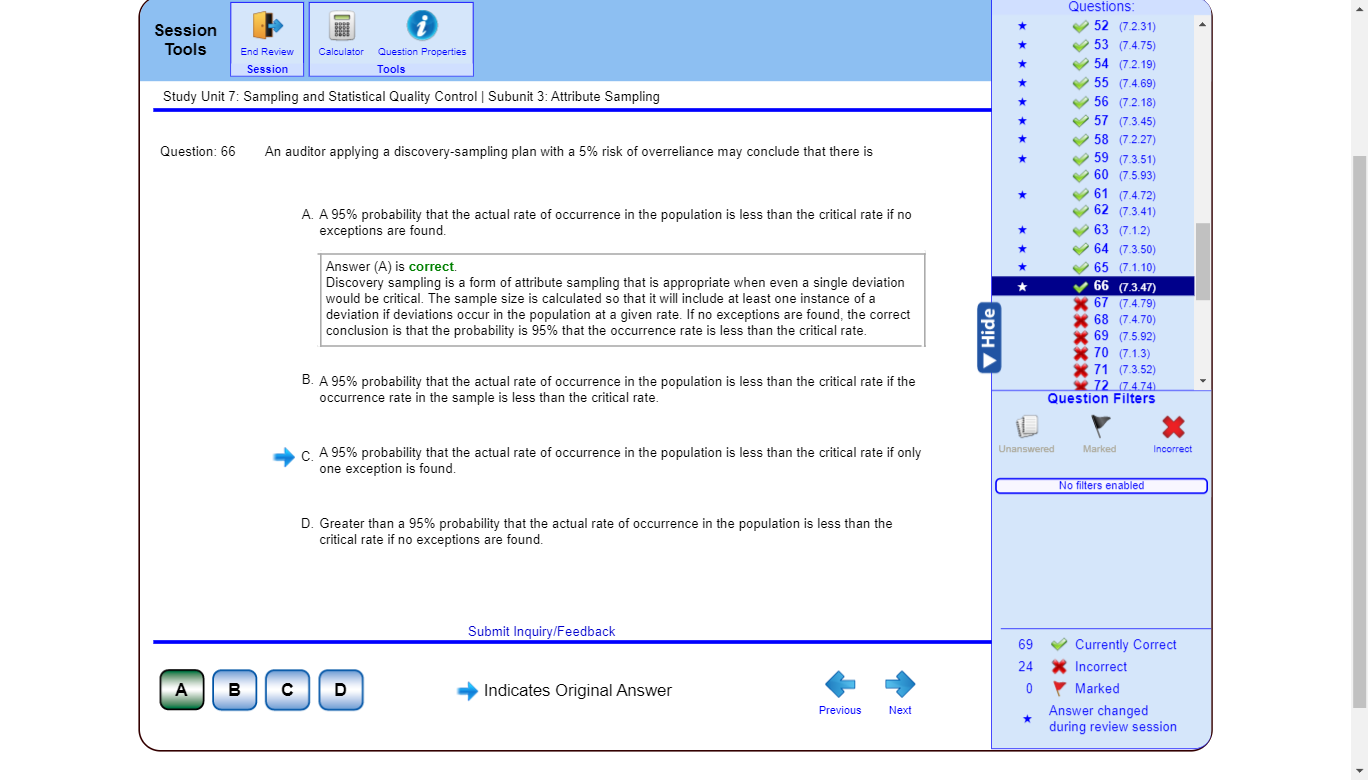 Session
Tools
End Review
Session
Calculator
Question Properties
Tools
Study Unit 7: Sampling and Statistical Quality Control | Subunit 3: Attribute Sampling
Question: 66 An auditor applying a discovery-sampling plan with a 5% risk of overreliance may conclude that there is
A. A 95% probability that the actual rate of occurrence in the population is less than the critical rate if no
exceptions are found.
Answer (A) is correct.
Discovery sampling is a form of attribute sampling that is appropriate when even a single deviation
would be critical. The sample size is calculated so that it will include at least one instance of a
deviation if deviations occur in the population at a given rate. If no exceptions are found, the correct
conclusion is that the probability is 95% that the occurrence rate is less than the critical rate.
B. A 95% probability that the actual rate of occurrence in the population is less than the critical rate if the
occurrence rate in the sample is less than the critical rate.
C. A 95% probability that the actual rate of occurrence in the population is less than the critical rate if only
one exception is found.
D. Greater than a 95% probability that the actual rate of occurrence in the population is less than the
critical rate if no exceptions are found.
Submit Inquiry/Feedback
A B C D
Indicates Original Answer
Previous
Next
Questions:
52 (7.2.31)
53 (7.4.75)
54 (7.2.19)
55 (7.4.69)
56 (7.2.18)
57 (7.3.45)
58 (7.2.27)
59 (7.3.51)
60 (7.5.93)
61 (7.4.72)
62 (7.3.41)
63 (7.1.2)
64 (7.3.50)
65 (7.1.10)
66 (7.3.47)
67 (7.4.79)
68 (7.4.70)
69 (7.5.92)
70 (7.1.3)
71 (7.3.52)
72 (7.4.74)
Hide
Question Filters
Unanswered
Marked
Incorrect
No filters enabled
69 Currently Correct
24 Incorrect
0 Marked
Answer changed
during review session